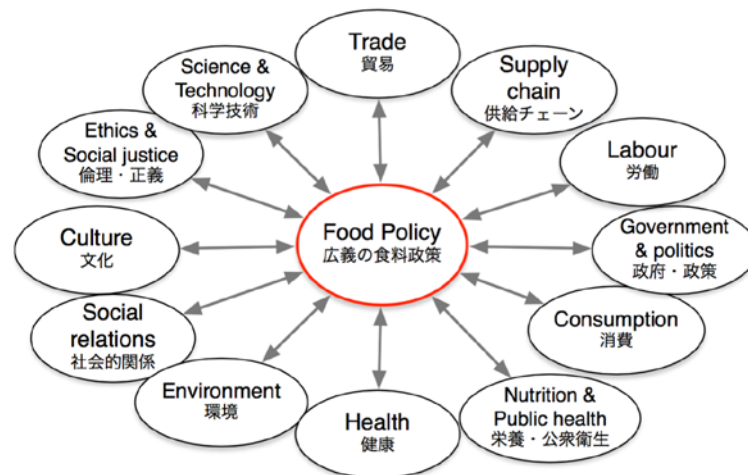 Trade
貿易
Supply
chain
供給チェーン
Labour
労働
Government
& politics
政府・政策
Consumption
消費
Nutrition &
Public health
栄養・公衆衛生
Health
健康
Environment
環境
Social
relations
社会的関係
Culture
文化
Ethics &
Social justice
倫理・正義
Science &
Technology
科学技術
Food Policy
広義の食料政策